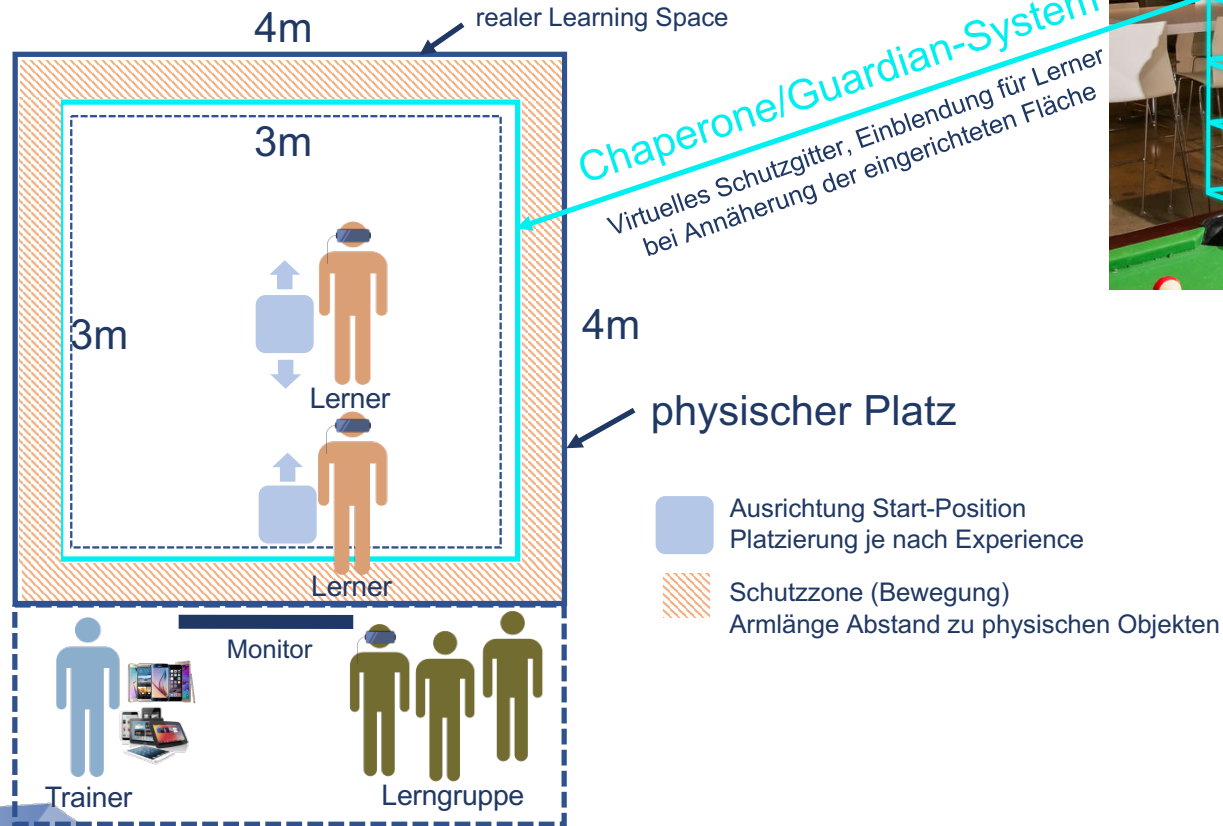 realer Learning Space
4m
Chaperone/Guardian-System
Virtuelles Schutzgitter, Einblendung für Lerner
bei Annäherung der eingerichteten Fläche
3m
3m
4m
Lerner
physischer Platz
Ausrichtung Start-Position
Platzierung je nach Experience
Lerner
Schutzzone (Bewegung)
Armlänge Abstand zu physischen Objekten
Monitor
Trainer
Lerngruppe